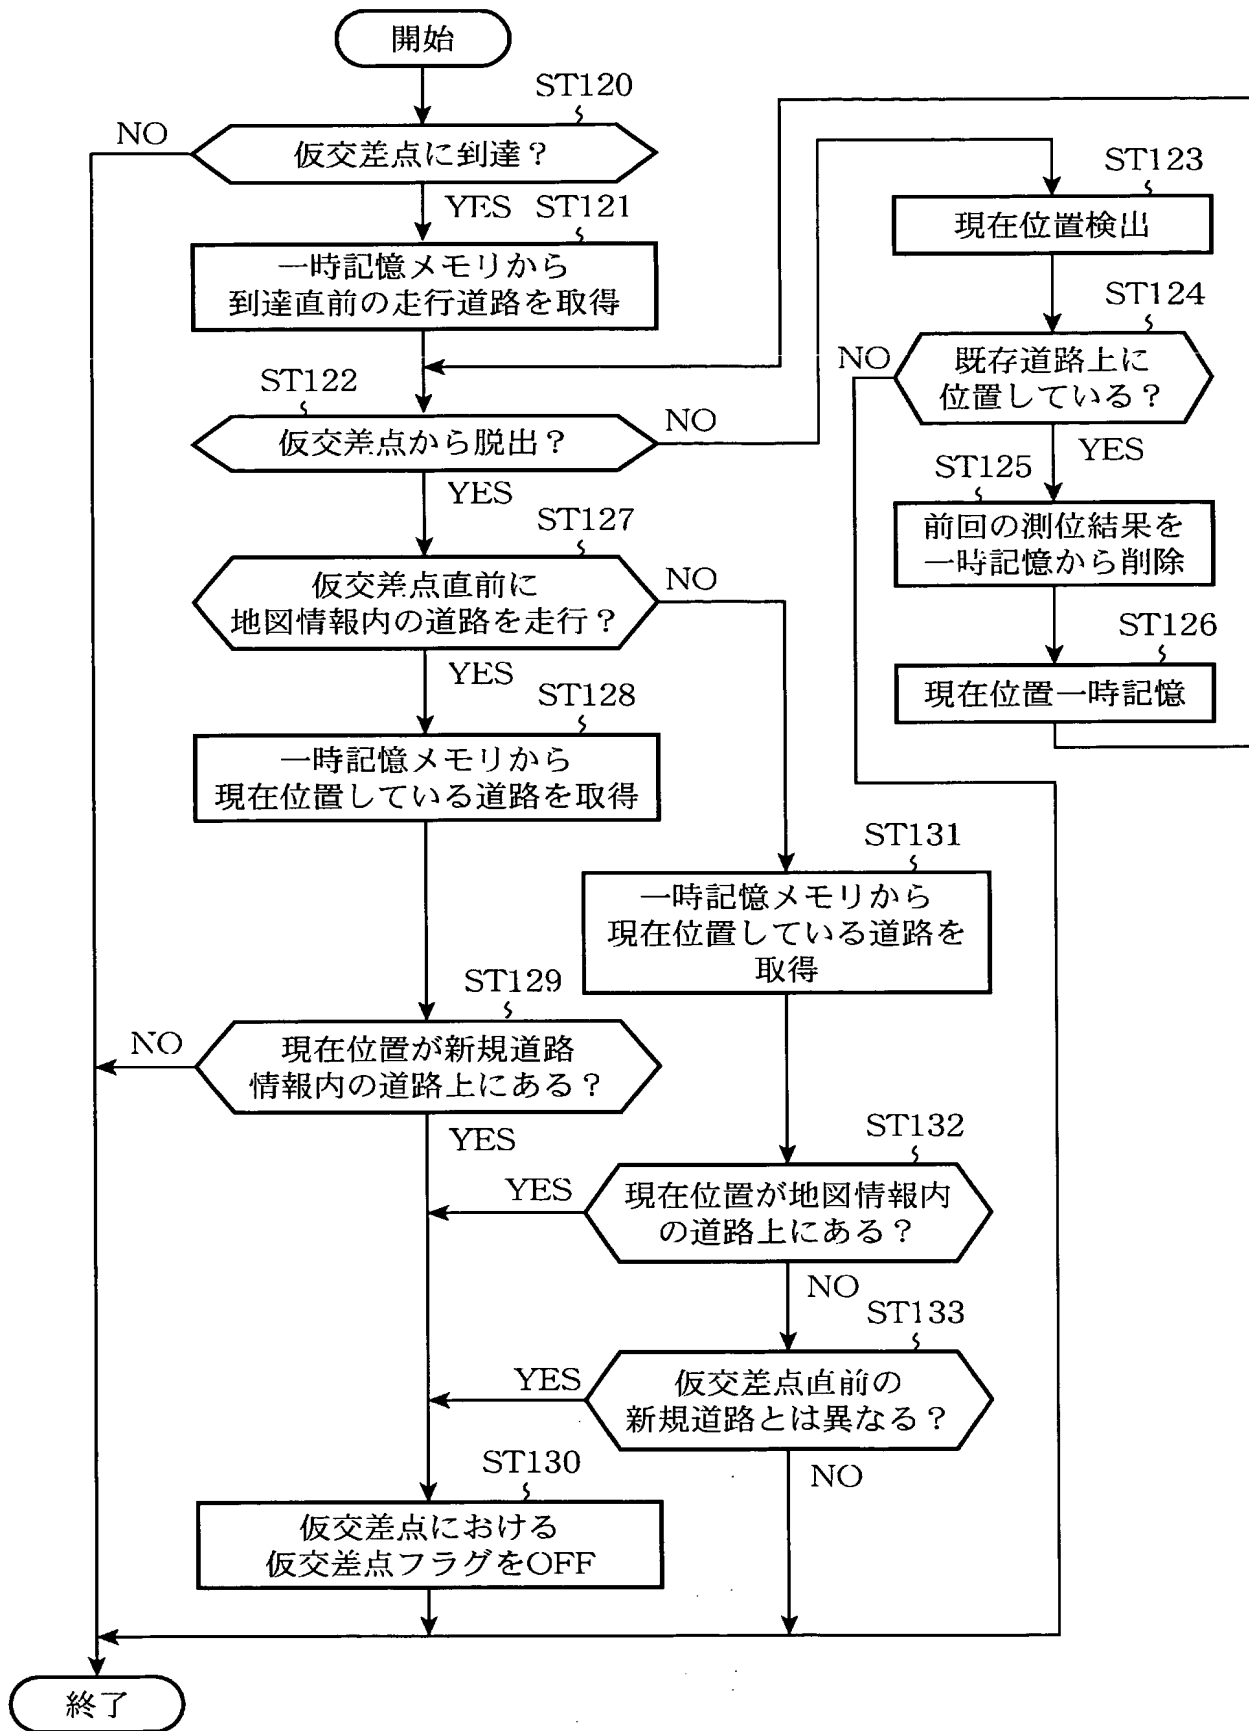 開始
ST120
仮交差点に到達？
NO
YES
ST121
一時記憶メモリから
到達直前の走行道路を取得
ST122
仮交差点から脱出？
NO
YES
ST123
現在位置検出
ST124
既存道路上に
位置している？
NO
YES
ST125
前回の測位結果を
一時記憶から削除
ST126
現在位置一時記憶
ST127
仮交差点直前に
地図情報内の道路を走行？
NO
YES
ST128
一時記憶メモリから
現在位置している道路を取得
ST131
一時記憶メモリから
現在位置している道路を
取得
ST129
現在位置が新規道路
情報内の道路上にある？
NO
YES
ST132
現在位置が地図情報内
の道路上にある？
YES
NO
ST133
仮交差点直前の
新規道路とは異なる？
YES
NO
ST130
仮交差点における
仮交差点フラグをOFF
終了